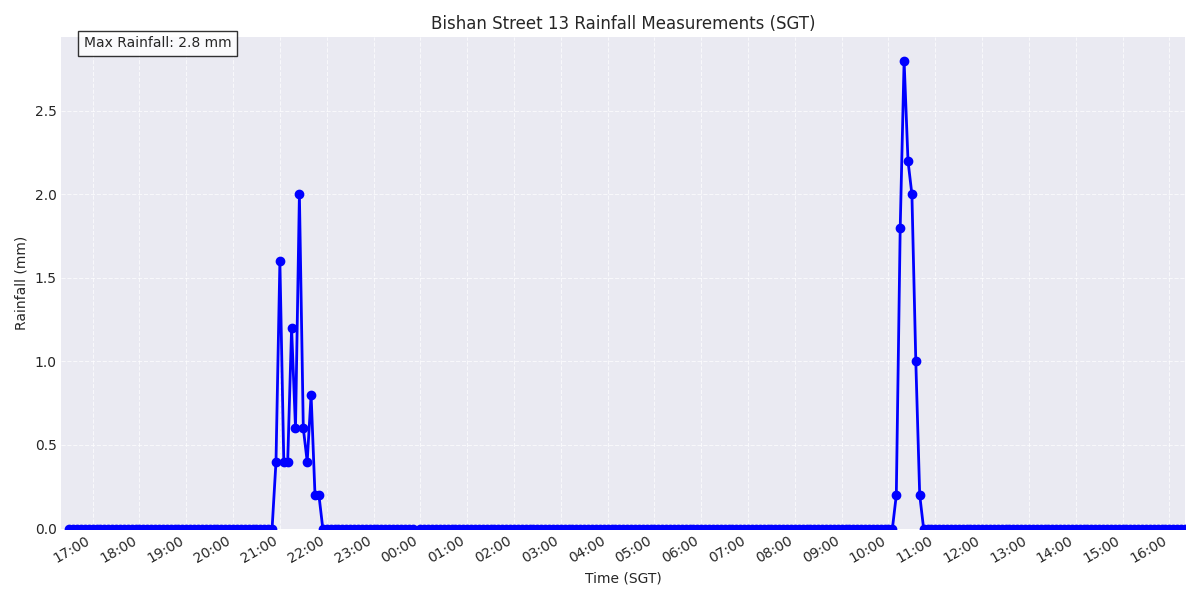 Bishan Street 13 Rainfall Measurements (SGT)
Max Rainfall: 2.8 mm
Rainfall (mm)
2.5
2.0
1.5
1.0
0.5
0.0
17:00 18:00 19:00 20:00 21:00 22:00 23:00 00:00 01:00 02:00 03:00 04:00 05:00 06:00 07:00 08:00 09:00 10:00 11:00 12:00 13:00 14:00 15:00 16:00
Time (SGT)